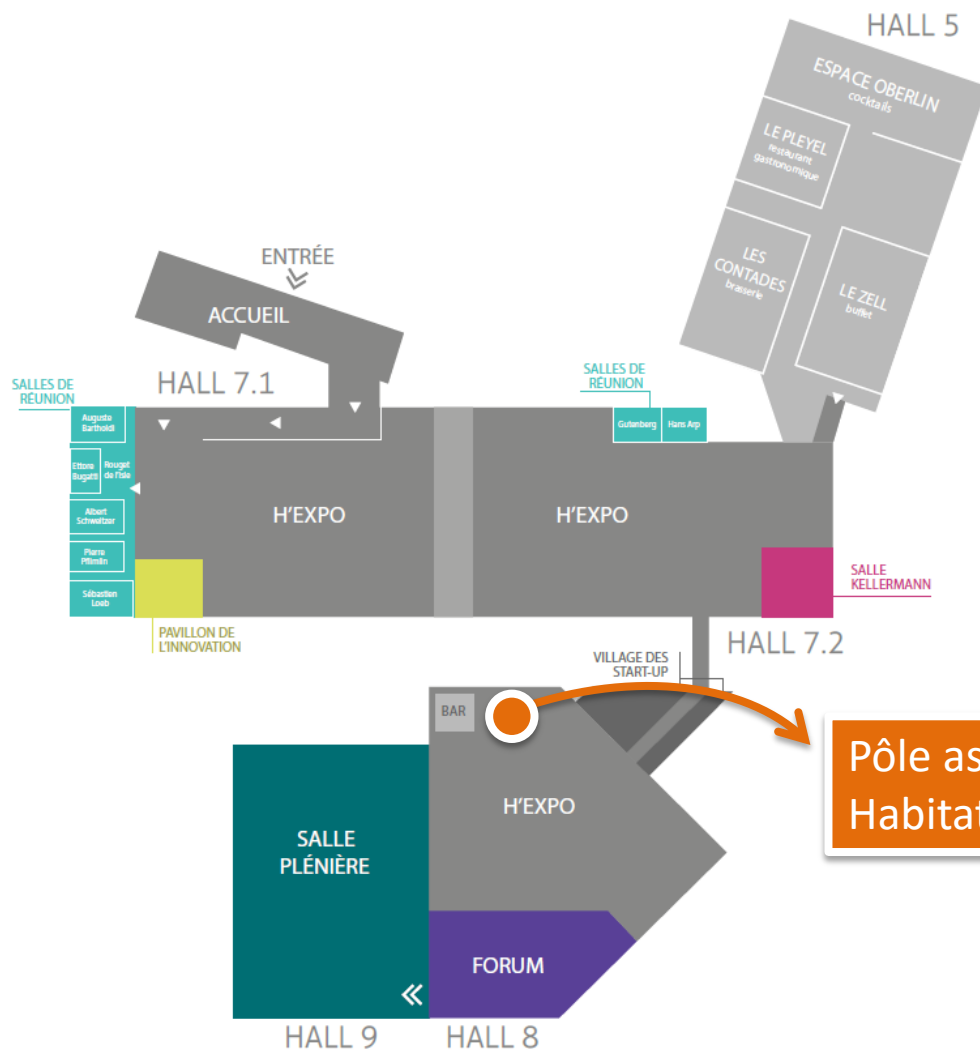 HALL 5
ESPACE OBERLIN
cocktails
LE PLEYEL
restaurant
gastronomique
LES
CONTADES
brasserie
LE ZELL
buffet
ENTRÉE
ACCUEIL
HALL 7.1
SALLES DE
RÉUNION
Auguste
Bartholdi
Ettore
Bugatti
Rouget
de l'Isle
Albert
Schweitzer
Pierre
Pflimlin
Sébastien
Loeb
H'EXPO
SALLES DE
RÉUNION
Gutenberg
Hans Arp
H'EXPO
SALLE
KELLERMANN
PAVILLON DE
L'INNOVATION
HALL 7.2
VILLAGE DES
START-UP
BAR
H'EXPO
Pôle as
Habitat
SALLE
PLÉNIÈRE
FORUM
HALL 9
HALL 8